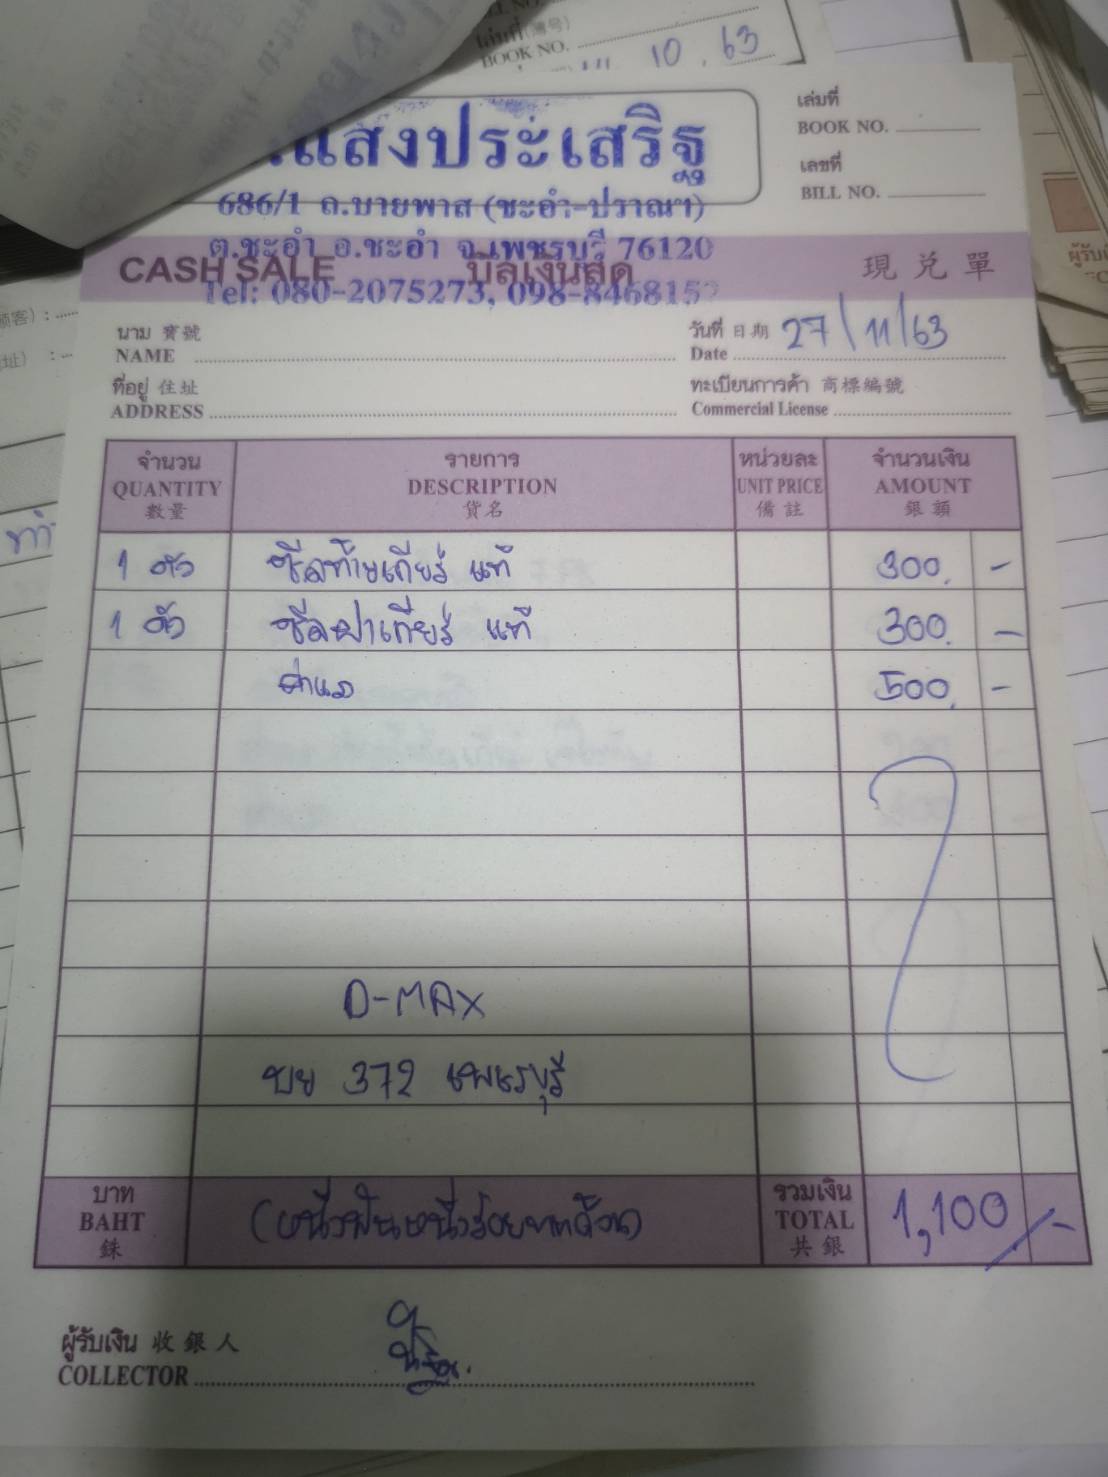 เล่มที่ (簿号)
BOOK NO.
10 . 63
แสงประเสริฐ
686/1 ถ.บายพาส (ชะอำ-ปราณฯ)
ต.ชะอำ อ.ชะอำ จ.เพชรบุรี 76120
Tel: 080-2075273, 098-8468152
เล่มที่
BOOK NO.
เลขที่
BILL NO.
CASH SALE บิลเงินสด 現兑單
นาม 寶號
NAME
วันที่ 日期 27/11/63
Date
ที่อยู่ 住址
ADDRESS
ทะเบียนการค้า 商標編號
Commercial License
จำนวน รายการ หน่วยละ จำนวนเงิน
QUANTITY DESCRIPTION UNIT PRICE AMOUNT
數量 貨名 備註 銀額
1 ตัว ซีลท้ายเกียร์ แท้ 300. -
1 ตัว ซีลฝาเกียร์ แท้ 300. -
ค่าแรง 500. -
D-MAX
บย 372 เพชรบุรี
บาท รวมเงิน
BAHT (หนึ่งพันหนึ่งร้อยบาทถ้วน) TOTAL 1,100/-
銖 共銀
ผู้รับเงิน 收銀人
COLLECTOR